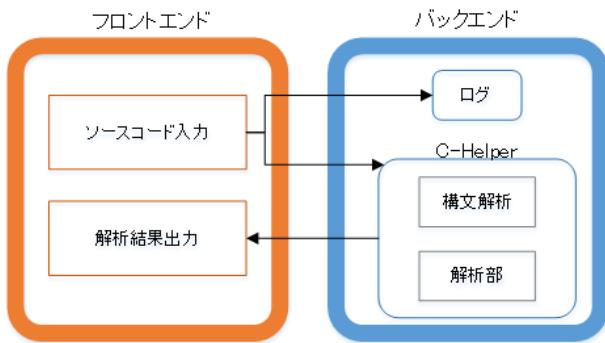 フロントエンド
バックエンド
ソースコード入力
ログ
C-Helper
構文解析
解析結果出力
解析部